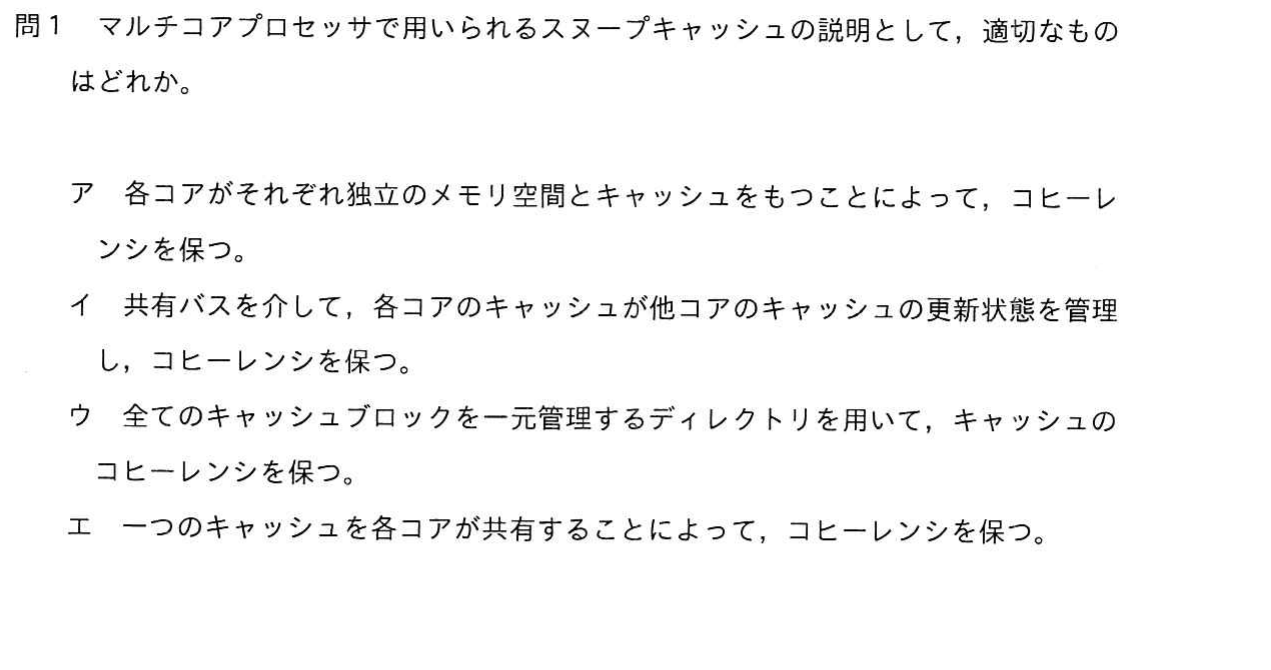 問1　マルチコアプロセッサで用いられるスヌープキャッシュの説明として，適切なもの
はどれか。
ア　各コアがそれぞれ独立のメモリ空間とキャッシュをもつことによって，コヒーレ
ンシを保つ。
イ　共有バスを介して，各コアのキャッシュが他コアのキャッシュの更新状態を管理
し，コヒーレンシを保つ。
ウ　全てのキャッシュブロックを一元管理するディレクトリを用いて，キャッシュの
コヒーレンシを保つ。
エ　一つのキャッシュを各コアが共有することによって，コヒーレンシを保つ。